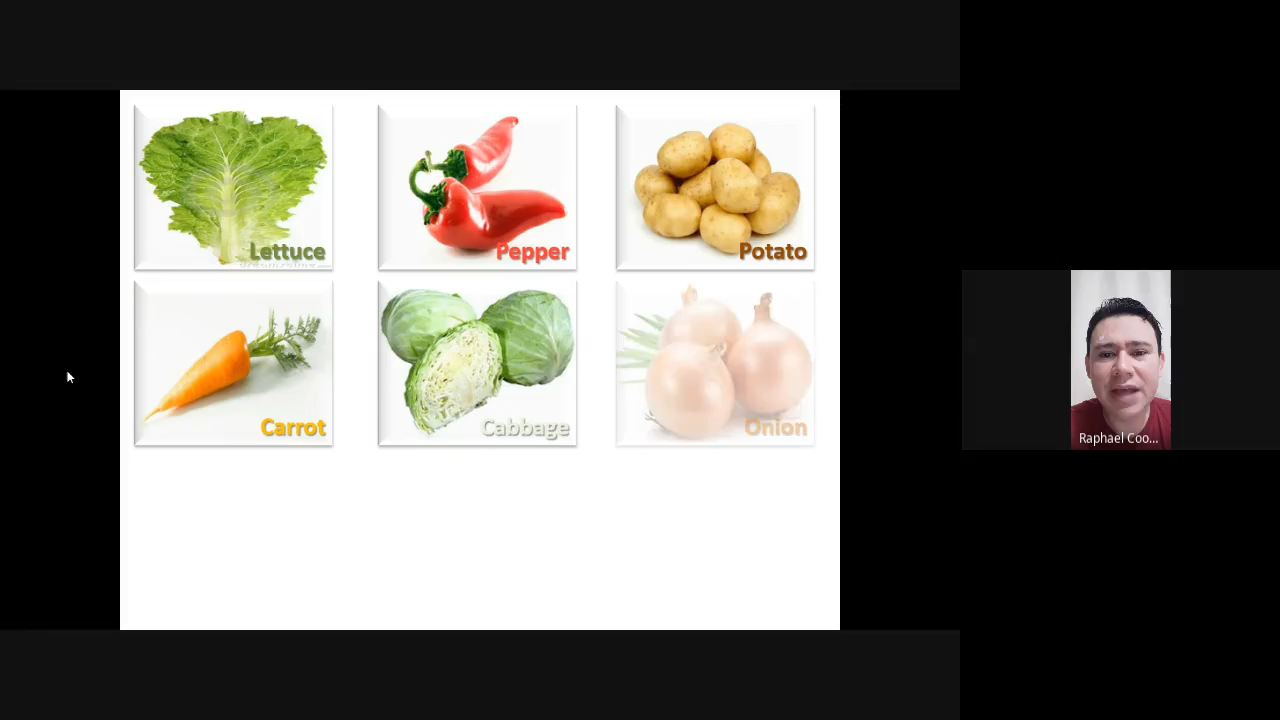 Lettuce
Pepper
Potato
Carrot
Cabbage
Onion
Raphael Coo...